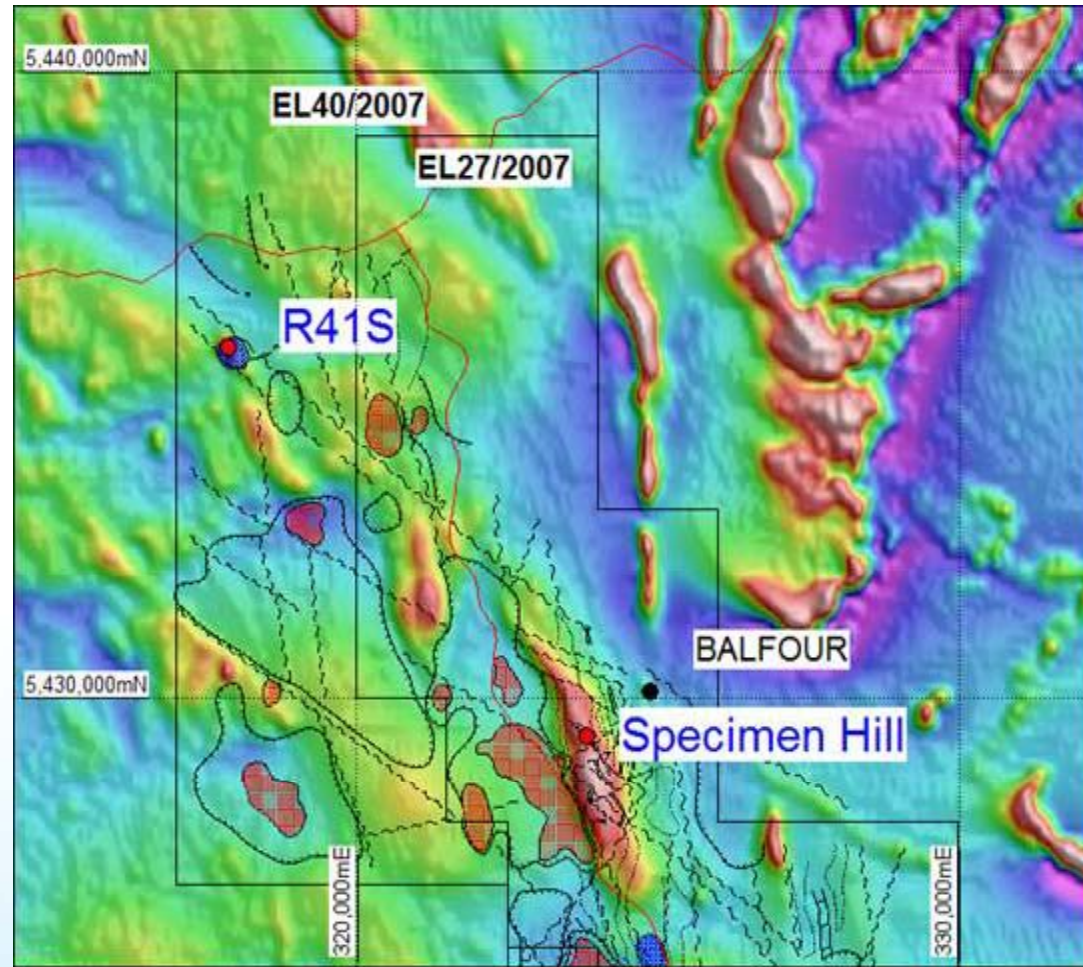 5,440,000mN
EL40/2007
EL27/2007
R41S
BALFOUR
5,430,000mN
Specimen Hill
320,000mE
330,000mE